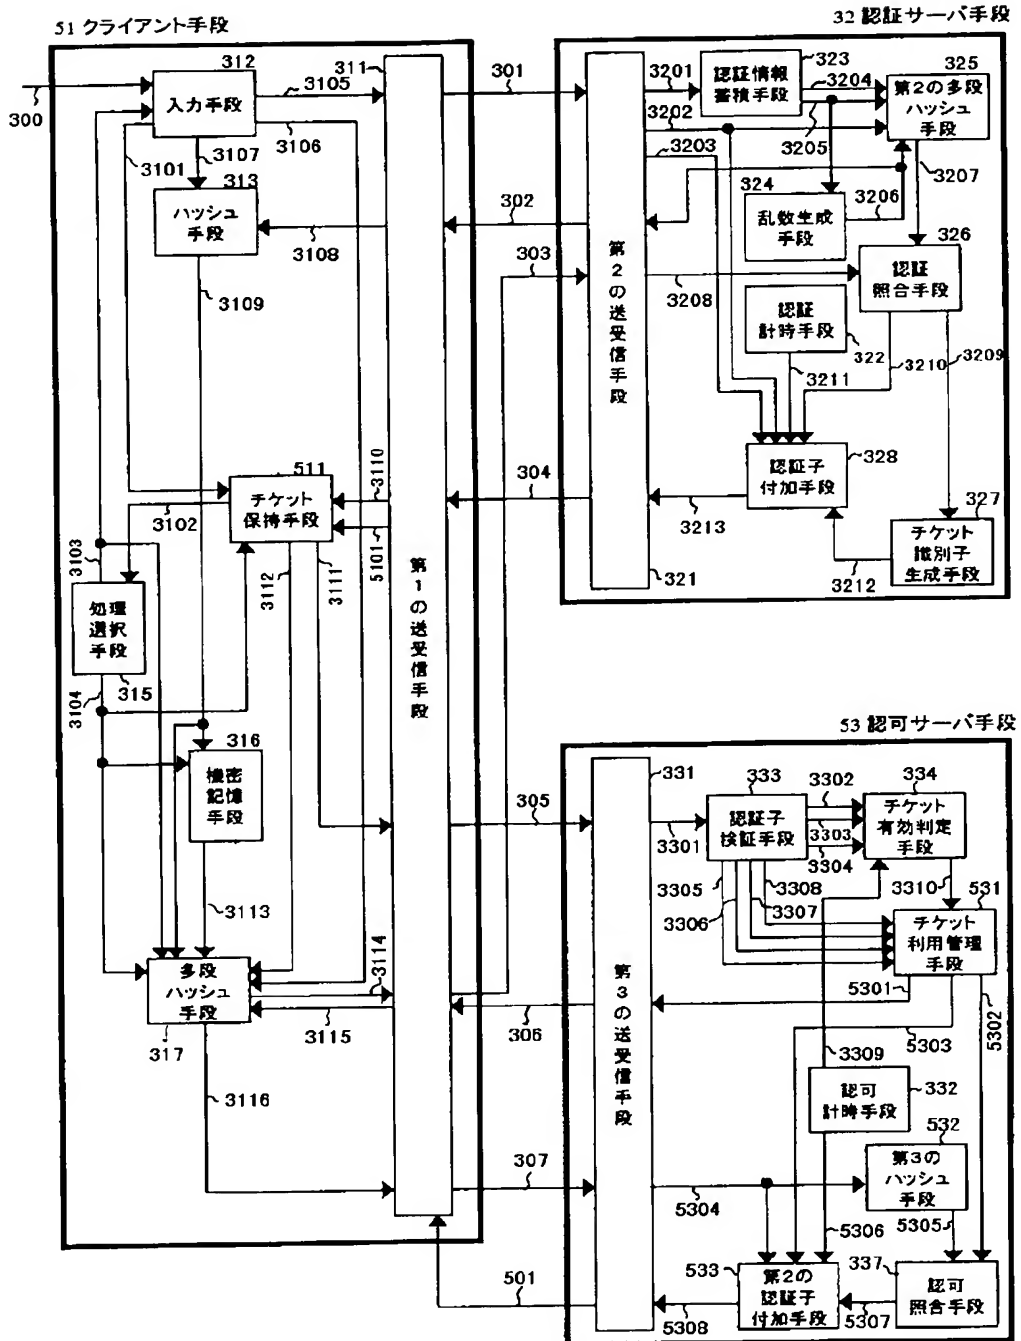 51 クライアント手段
300
312
入力手段
3105
3106
3101
3107
313
ハッシュ
手段
3108
3109
311
第1の送受信手段
511
チケット
保持手段
3110
5101
3102
3103
3112
3111
処理
選択
手段
3104
315
316
機密
記憶
手段
3113
3114
多段
ハッシュ
手段
317
3115
3116
301
302
303
304
305
306
307
501
32 認証サーバ手段
第2の送受信手段
321
3201
3202
3203
323
認証情報
蓄積手段
3204
3205
325
第2の多段
ハッシュ
手段
3207
324
乱数生成
手段
3206
326
認証
照合手段
3208
認証
計時手段
322
3211
3210
3209
認証子
付加手段
328
3213
327
チケット
識別子
生成手段
3212
53 認可サーバ手段
第3の送受信手段
331
3301
333
認証子
検証手段
3302
3303
3304
334
チケット
有効判定
手段
3305
3306
3308
3307
3310
531
チケット
利用管理
手段
5301
5302
5303
3309
認可
計時手段
332
532
第3の
ハッシュ
手段
5304
5305
5306
533
第2の
認証子
付加手段
5308
337
認可
照合手段
5307